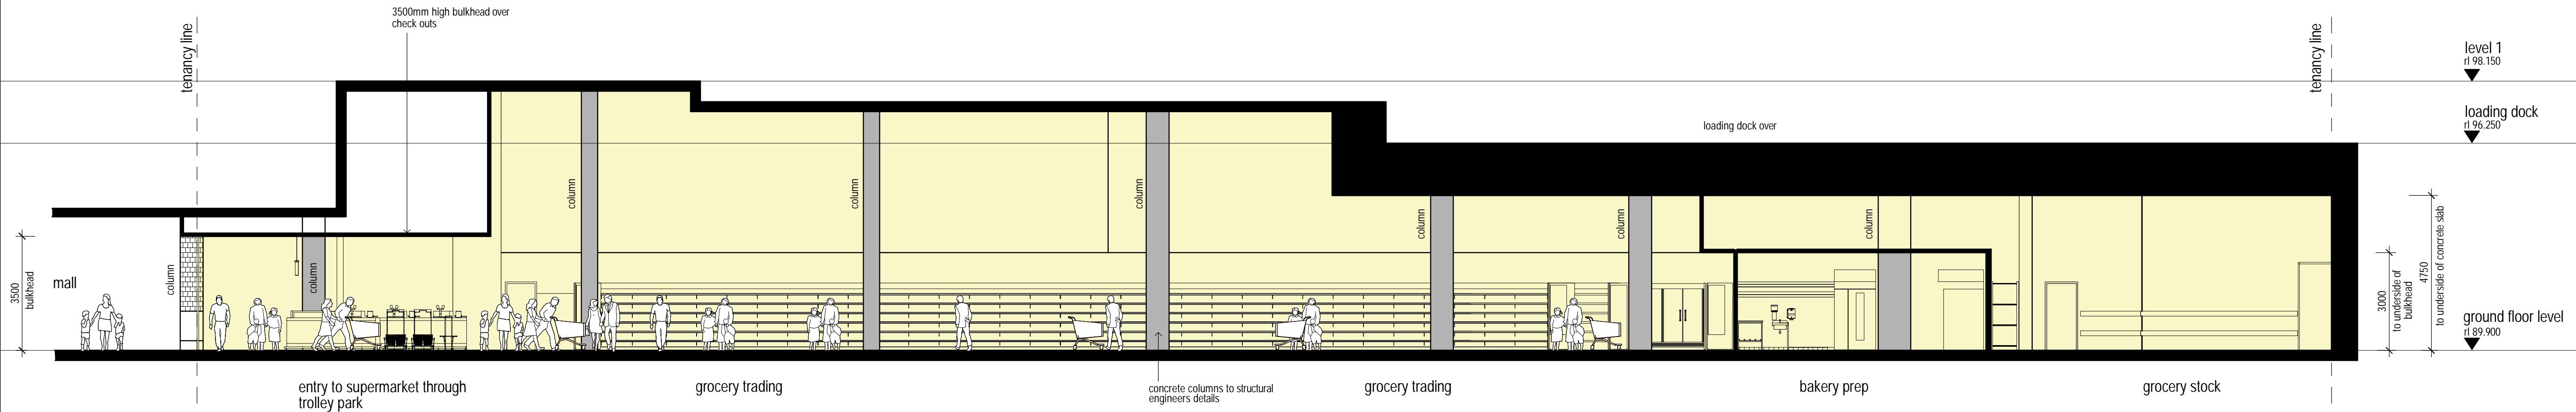 3500mm high bulkhead over
check outs
tenancy line
tenancy line
level 1
rl 98.150
loading dock
rl 96.250
loading dock over
column
column
column
column
column
column
column
column
mall
3500
bulkhead
3000
to underside of
bulkhead
4750
to underside of concrete slab
ground floor level
rl 89.900
entry to supermarket through
trolley park
grocery trading
concrete columns to structural
engineers details
grocery trading
bakery prep
grocery stock